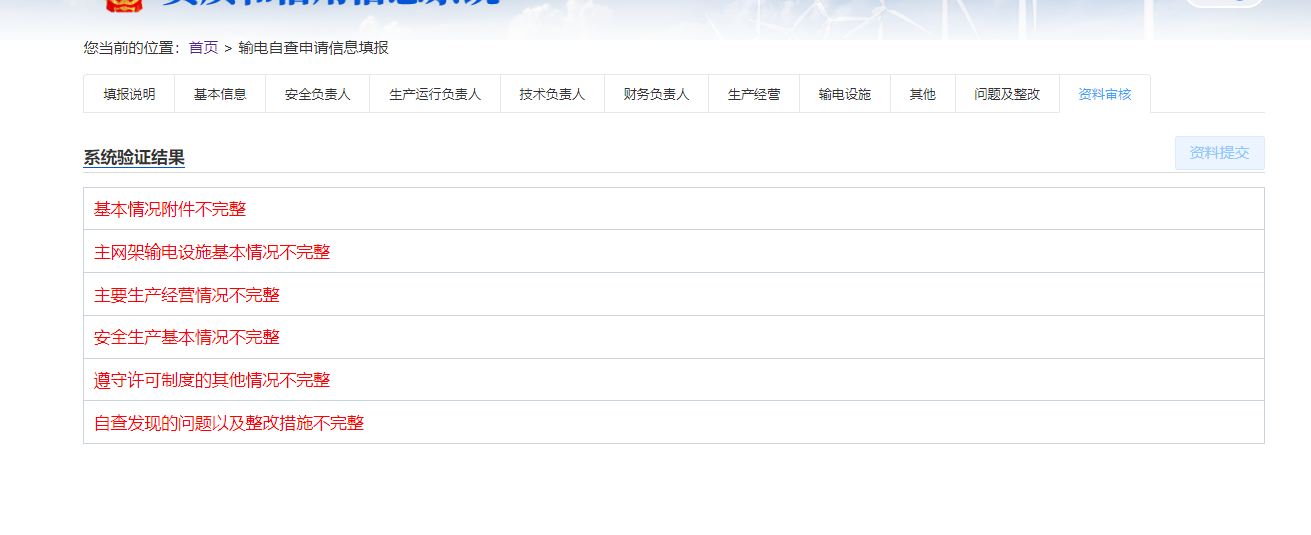 您当前的位置：首页 > 输电自查申请信息填报
填报说明 基本信息 安全负责人 生产运行负责人 技术负责人 财务负责人 生产经营 输电设施 其他 问题及整改 资料审核
系统验证结果
资料提交
基本情况附件不完整
主网架输电设施基本情况不完整
主要生产经营情况不完整
安全生产基本情况不完整
遵守许可制度的其他情况不完整
自查发现的问题以及整改措施不完整